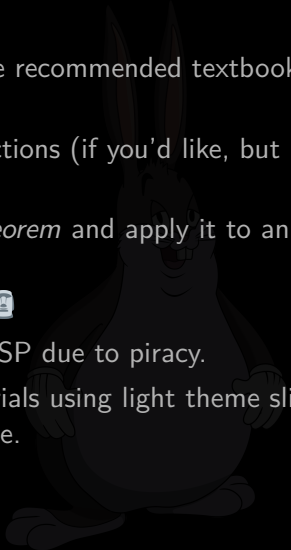 e recommended textbook
ctions (if you'd like, but
eorem and apply it to an
SP due to piracy.
ials using light theme sli
e.